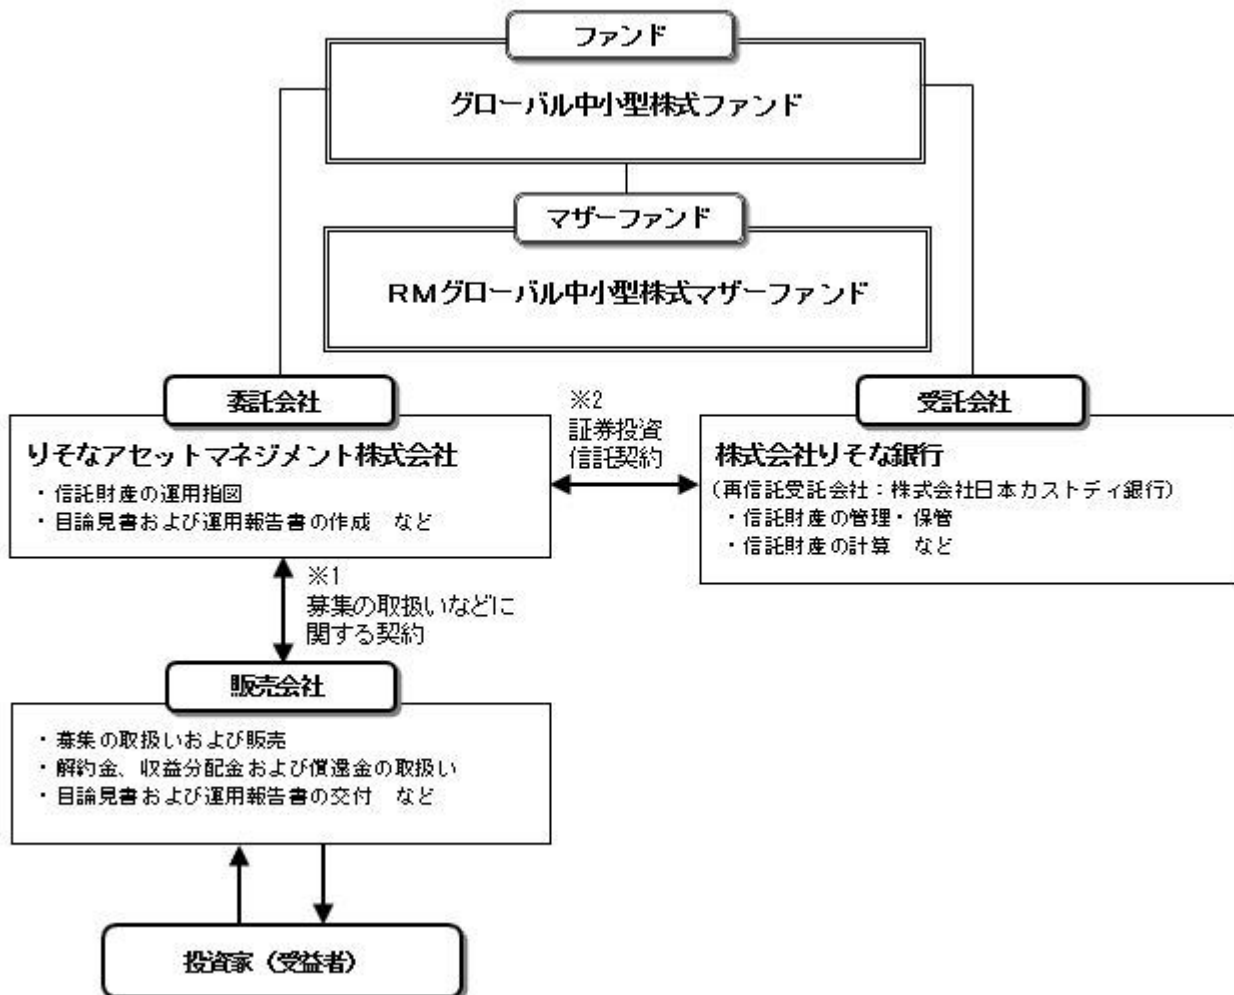 ファンド
グローバル中小型株式ファンド
マザーファンド
RMグローバル中小型株式マザーファンド
委託会社
りそなアセットマネジメント株式会社
・信託財産の運用指図
・目論見書および運用報告書の作成 など
※2
証券投資
信託契約
受託会社
株式会社りそな銀行
(再信託受託会社:株式会社日本カストディ銀行)
・信託財産の管理・保管
・信託財産の計算 など
※1
募集の取扱いなどに
関する契約
販売会社
・募集の取扱いおよび販売
・解約金、収益分配金および償還金の取扱い
・目論見書および運用報告書の交付 など
投資家(受益者)